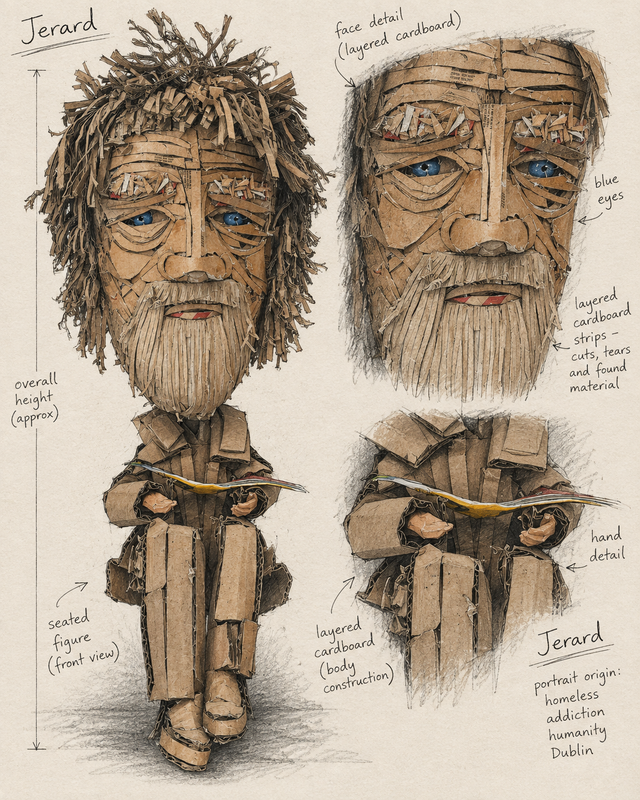 Jerard
face detail
(layered cardboard)
blue
eyes
layered
cardboard
strips –
cuts, tears
and found
material
overall
height
(approx)
hand
detail
seated
figure
(front view)
layered
cardboard
(body
construction)
Jerard
portrait origin:
homeless
addiction
humanity
Dublin